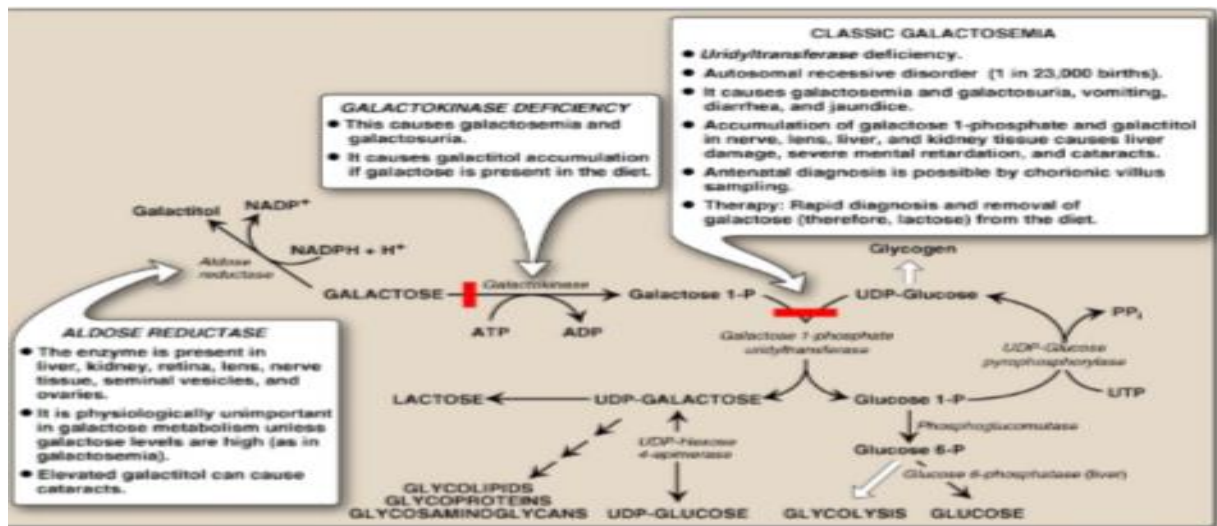 CLASSIC GALACTOSEMIA
● Uridyltransferase deficiency.
● Autosomal recessive disorder (1 in 23,000 births).
● It causes galactosemia and galactosuria, vomiting,
diarrhea, and jaundice.
● Accumulation of galactose 1-phosphate and galactitol
in nerve, lens, liver, and kidney tissue causes liver
damage, severe mental retardation, and cataracts.
● Antenatal diagnosis is possible by chorionic villus
sampling.
● Therapy: Rapid diagnosis and removal of
galactose (therefore, lactose) from the diet.
GALACTOKINASE DEFICIENCY
● This causes galactosemia and
galactosuria.
● It causes galactitol accumulation
if galactose is present in the diet.
Galactitol
NADP+
NADPH + H+
Aldose
reductase
GALACTOSE
Galactokinase
ATP
ADP
Galactose 1-P
UDP-Glucose
Glycogen
Galactose 1-phosphate
uridyltransferase
UDP-Glucose
pyrophosphorylase
PPi
UTP
ALDOSE REDUCTASE
● The enzyme is present in
liver, kidney, retina, lens, nerve
tissue, seminal vesicles, and
ovaries.
● It is physiologically unimportant
in galactose metabolism unless
galactose levels are high (as in
galactosemia).
● Elevated galactitol can cause
cataracts.
LACTOSE
UDP-GALACTOSE
Glucose 1-P
UDP-Hexose
4-epimerase
Phosphoglucomutase
Glucose 6-P
Glucose 6-phosphatase (liver)
GLYCOLIPIDS
GLYCOPROTEINS
GLYCOSAMINOGLYCANS
UDP-GLUCOSE
GLYCOLYSIS
GLUCOSE